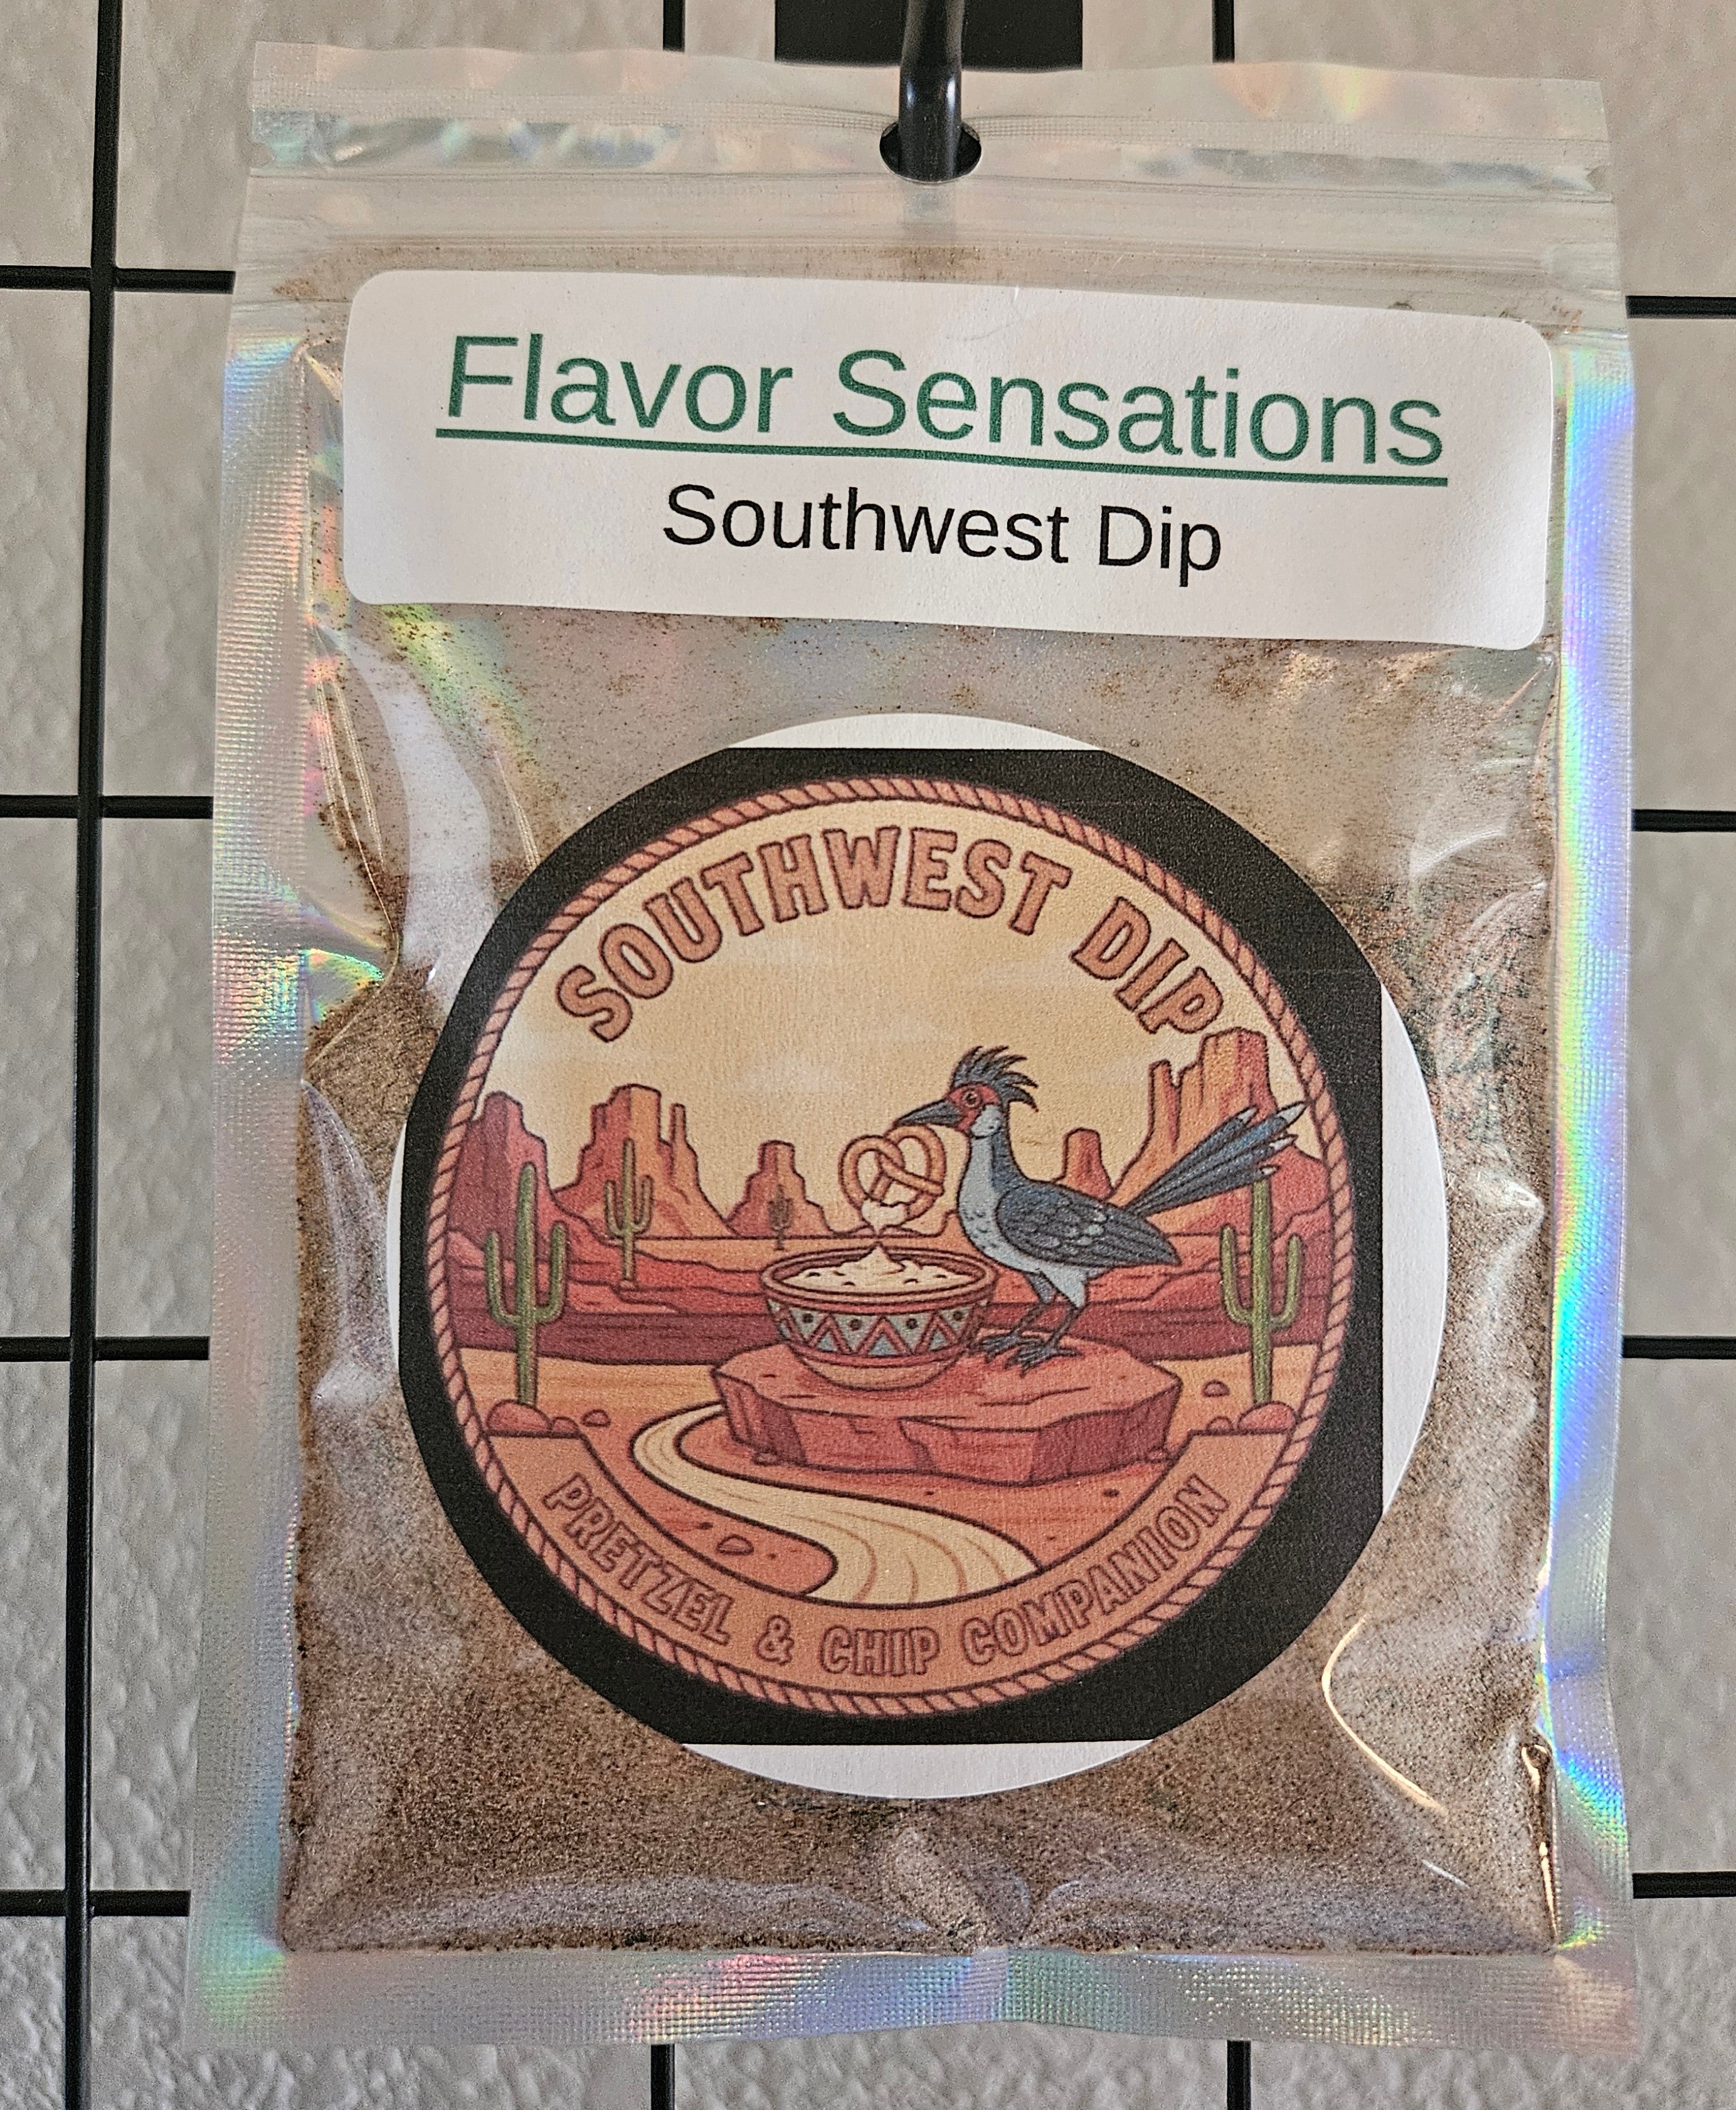 Flavor Sensations
Southwest Dip
SOUTHWEST DIP
PRETZEL & CHIP COMPANION